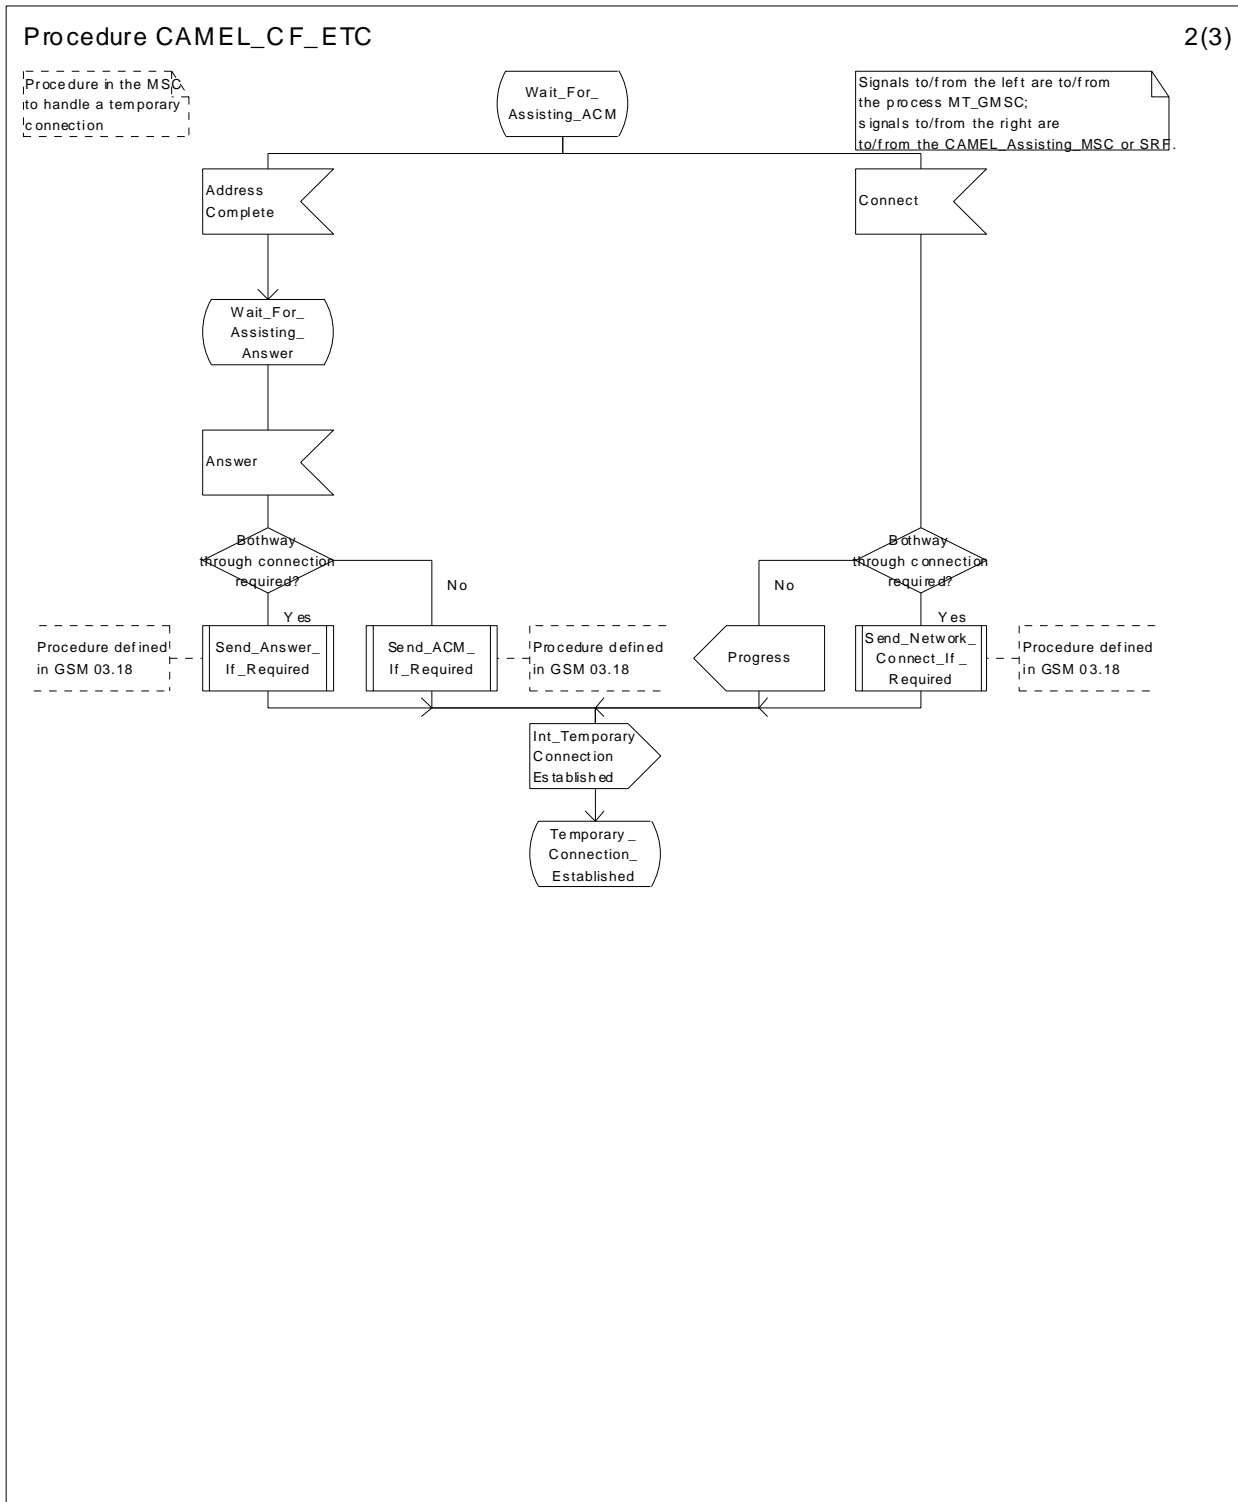 Procedure CAMEL_CF_ETC
2(3)
Procedure in the MSC
to handle a temporary
connection
Wait_For_
Assisting_ACM
Signals to/from the left are to/from
the process MT_GMSC;
signals to/from the right are
to/from the CAMEL_Assisting_MSC or SRF.
Address
Complete
Connect
Wait_For_
Assisting_
Answer
Answer
Bothway
through connection
required?
No
Yes
Bothway
through connection
required?
No
Yes
Procedure defined
in GSM 03.18
Send_Answer_
If_Required
Send_ACM_
If_Required
Procedure defined
in GSM 03.18
Progress
Send_Network_
Connect_If_
Required
Procedure defined
in GSM 03.18
Int_Temporary
Connection
Established
Temporary_
Connection_
Established